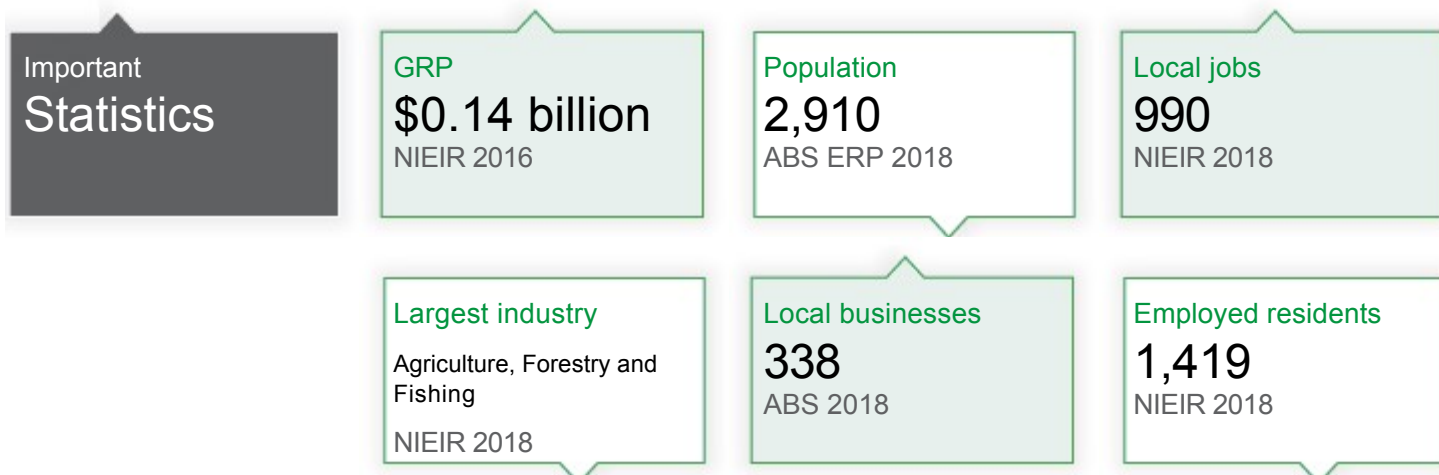 Important
Statistics
GRP
$0.14 billion
NIEIR 2016
Population
2,910
ABS ERP 2018
Local jobs
990
NIEIR 2018
Largest industry
Agriculture, Forestry and
Fishing
NIEIR 2018
Local businesses
338
ABS 2018
Employed residents
1,419
NIEIR 2018